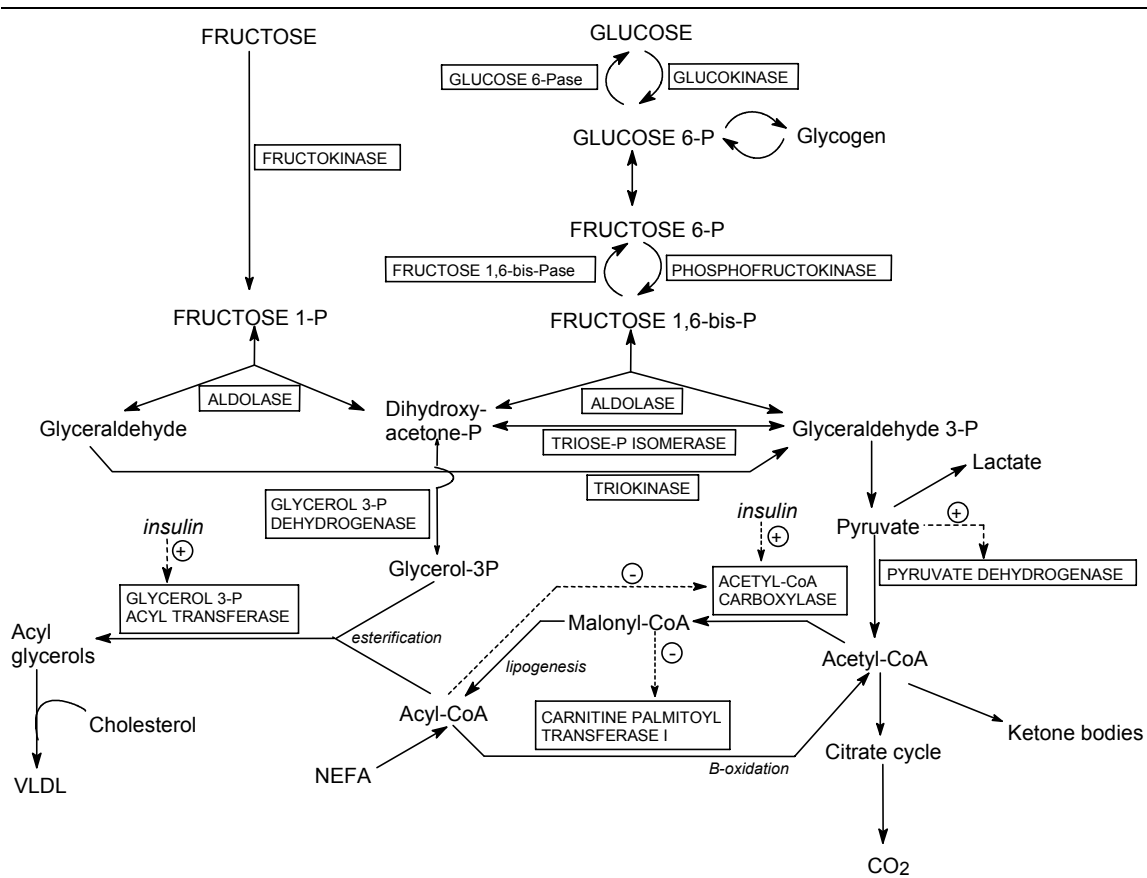 FRUCTOSE
GLUCOSE
GLUCOSE 6-Pase
GLUCOKINASE
GLUCOSE 6-P
Glycogen
FRUCTOKINASE
FRUCTOSE 6-P
FRUCTOSE 1,6-bis-Pase
PHOSPHOFRUCTOKINASE
FRUCTOSE 1-P
FRUCTOSE 1,6-bis-P
ALDOLASE
ALDOLASE
Glyceraldehyde
Dihydroxy-
acetone-P
TRIOSE-P ISOMERASE
Glyceraldehyde 3-P
TRIOKINASE
Lactate
GLYCEROL 3-P
DEHYDROGENASE
insulin
+
insulin
+
Pyruvate
+
Glycerol-3P
-
PYRUVATE DEHYDROGENASE
GLYCEROL 3-P
ACYL TRANSFERASE
ACETYL-CoA
CARBOXYLASE
Acyl
glycerols
esterification
Malonyl-CoA
-
lipogenesis
Acetyl-CoA
Cholesterol
Acyl-CoA
CARNITINE PALMITOYL
TRANSFERASE I
Ketone bodies
VLDL
NEFA
B-oxidation
Citrate cycle
CO2